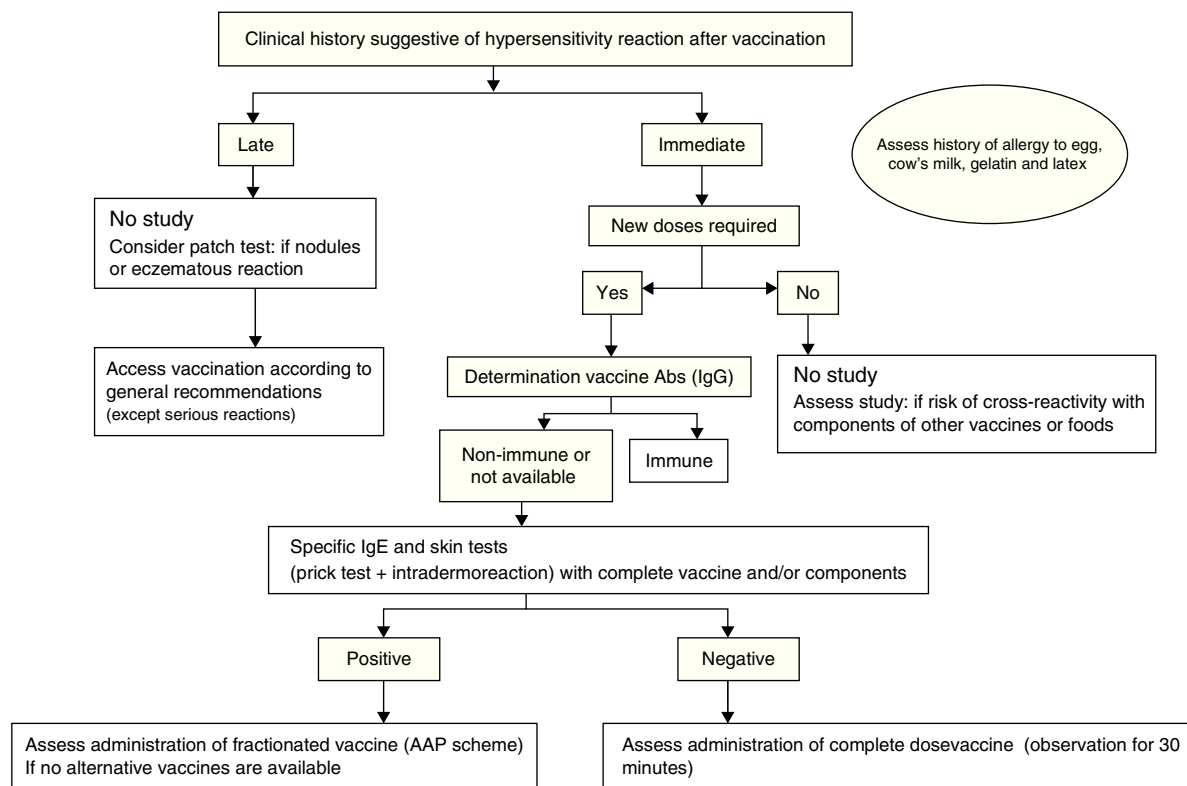 Clinical history suggestive of hypersensitivity reaction after vaccination
Late
Immediate
Assess history of allergy to egg,
cow's milk, gelatin and latex
No study
Consider patch test: if nodules
or eczematous reaction
New doses required
Yes
No
Access vaccination according to
general recommendations
(except serious reactions)
Determination vaccine Abs (IgG)
No study
Assess study: if risk of cross-reactivity with
components of other vaccines or foods
Non-immune or
not available
Immune
Specific IgE and skin tests
(prick test + intradermoreaction) with complete vaccine and/or components
Positive
Negative
Assess administration of fractionated vaccine (AAP scheme)
If no alternative vaccines are available
Assess administration of complete dosevaccine (observation for 30
minutes)